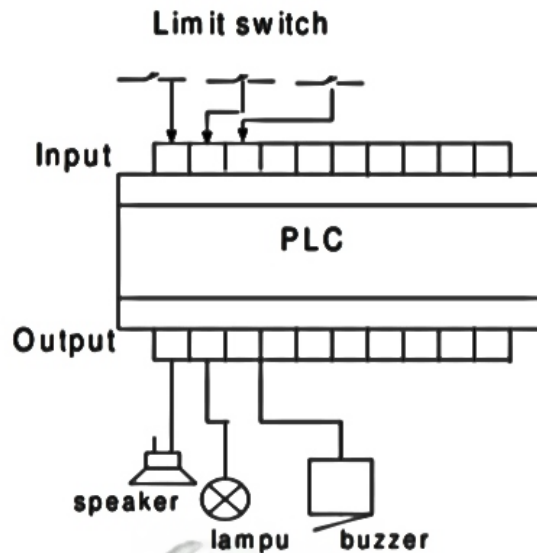 Limit switch
Input
PLC
Output
speaker
lampu
buzzer